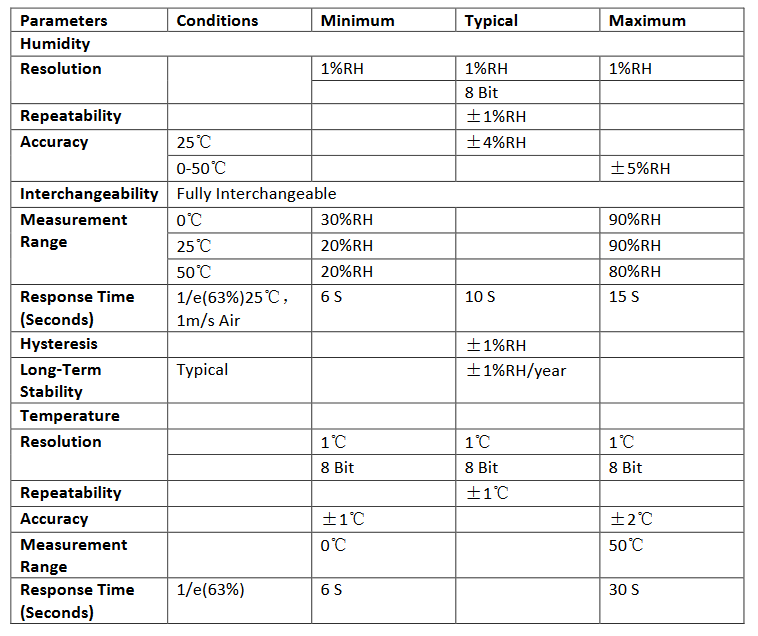 Parameters Conditions Minimum Typical Maximum
Humidity
Resolution 1%RH 1%RH 1%RH
8 Bit
Repeatability ±1%RH
Accuracy 25℃ ±4%RH
0-50℃ ±5%RH
Interchangeability Fully Interchangeable
Measurement 0℃ 30%RH 90%RH
Range 25℃ 20%RH 90%RH
50℃ 20%RH 80%RH
Response Time 1/e(63%)25℃, 6 S 10 S 15 S
(Seconds) 1m/s Air
Hysteresis ±1%RH
Long-Term Typical ±1%RH/year
Stability
Temperature
Resolution 1℃ 1℃ 1℃
8 Bit 8 Bit 8 Bit
Repeatability ±1℃
Accuracy ±1℃ ±2℃
Measurement 0℃ 50℃
Range
Response Time 1/e(63%) 6 S 30 S
(Seconds)